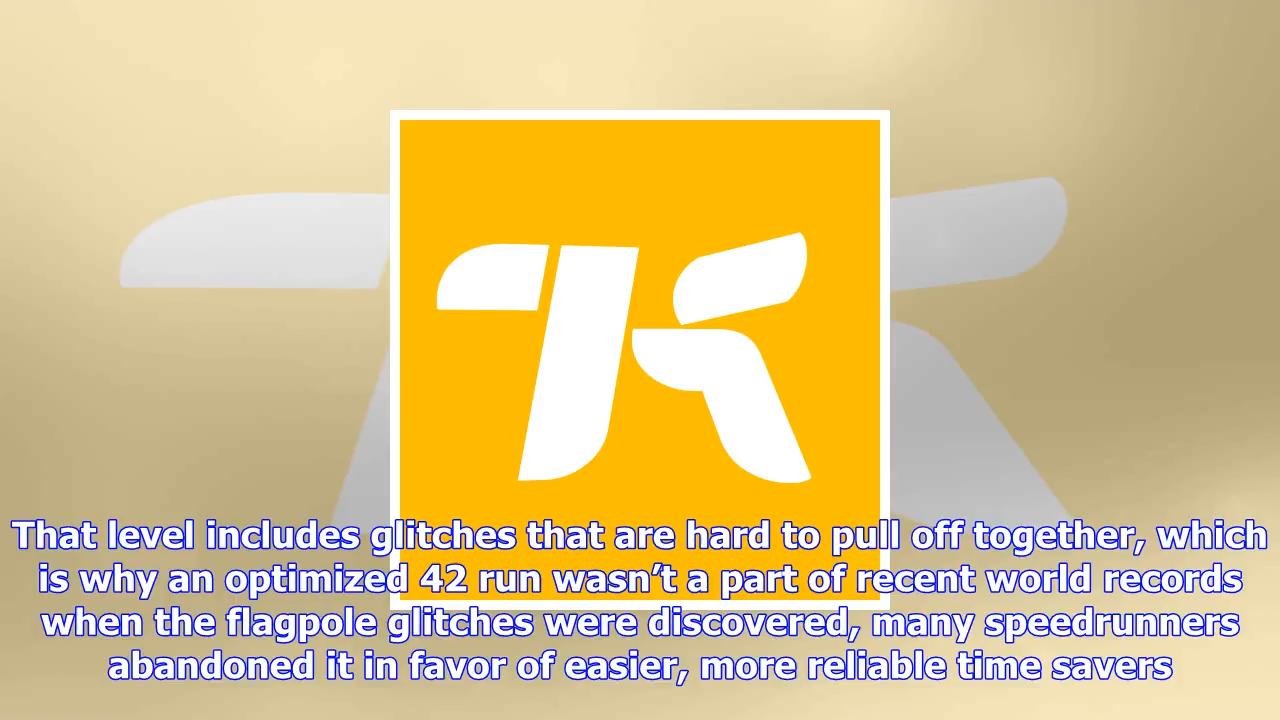 TK
That level includes glitches that are hard to pull off together, which
is why an optimized 42 run wasn’t a part of recent world records
when the flagpole glitches were discovered, many speedrunners
abandoned it in favor of easier, more reliable time savers